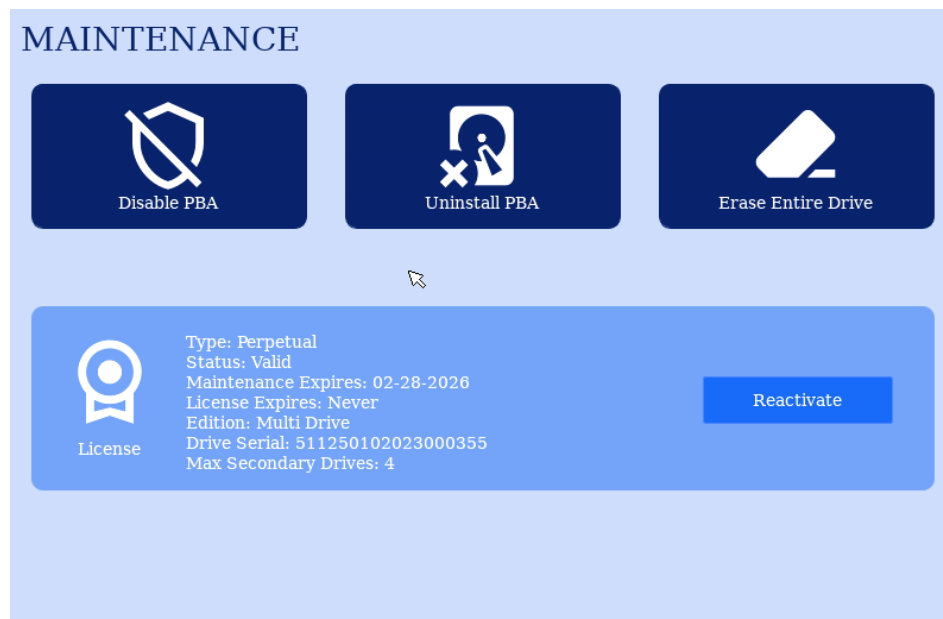 MAINTENANCE
Disable PBA
Uninstall PBA
Erase Entire Drive
License
Type: Perpetual
Status: Valid
Maintenance Expires: 02-28-2026
License Expires: Never
Edition: Multi Drive
Drive Serial: 511250102023000355
Max Secondary Drives: 4
Reactivate